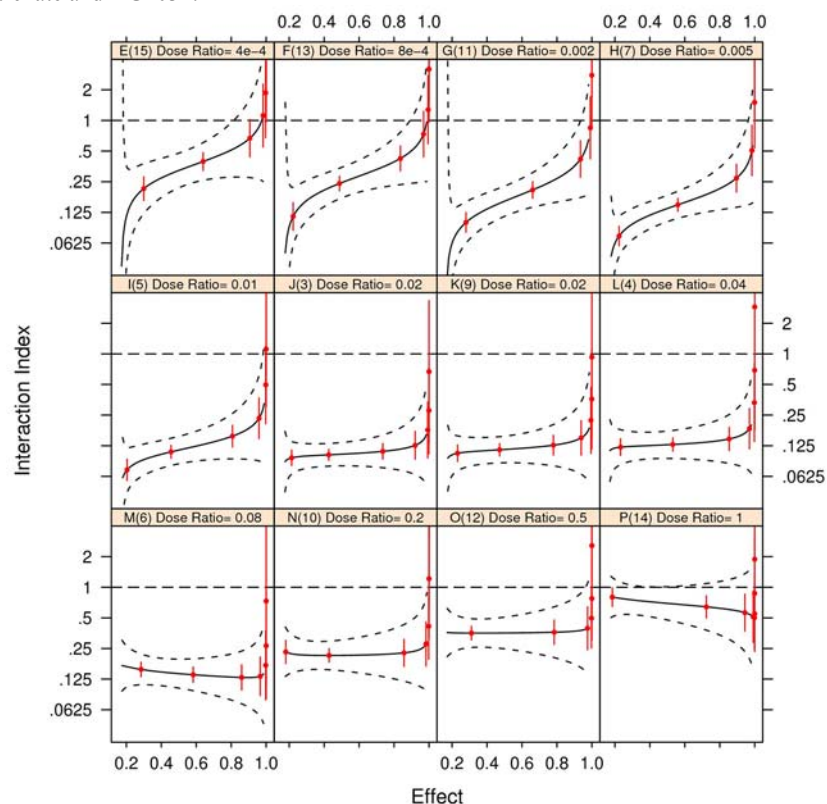 0.2 0.4 0.6 0.8 1.0 0.2 0.4 0.6 0.8 1.0
E(15) Dose Ratio= 4e-4 F(13) Dose Ratio= 8e-4 G(11) Dose Ratio= 0.002 H(7) Dose Ratio= 0.005
2
1
.5
.25
.125
.0625
I(5) Dose Ratio= 0.01 J(3) Dose Ratio= 0.02 K(9) Dose Ratio= 0.02 L(4) Dose Ratio= 0.04
Interaction Index
2
1
.5
.25
.125
.0625
M(6) Dose Ratio= 0.08 N(10) Dose Ratio= 0.2 O(12) Dose Ratio= 0.5 P(14) Dose Ratio= 1
2
1
.5
.25
.125
.0625
0.2 0.4 0.6 0.8 1.0 0.2 0.4 0.6 0.8 1.0
Effect